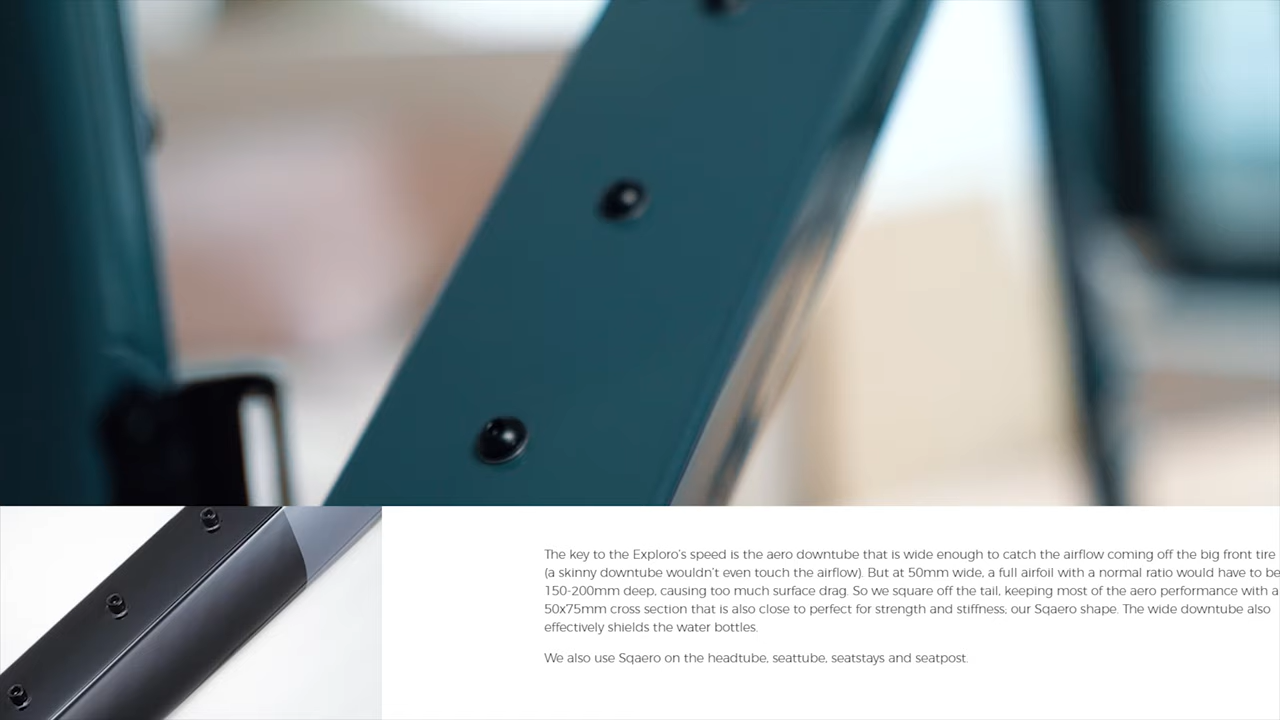 The key to the Exploro's speed is the aero downtube that is wide enough to catch the airflow coming off the big front tire
(a skinny downtube wouldn't even touch the airflow). But at 50mm wide, a full airfoil with a normal ratio would have to be
150-200mm deep, causing too much surface drag. So we square off the tail, keeping most of the aero performance with a
50x75mm cross section that is also close to perfect for strength and stiffness; our Sqaero shape. The wide downtube also
effectively shields the water bottles.
We also use Sqaero on the headtube, seattube, seatstays and seatpost.